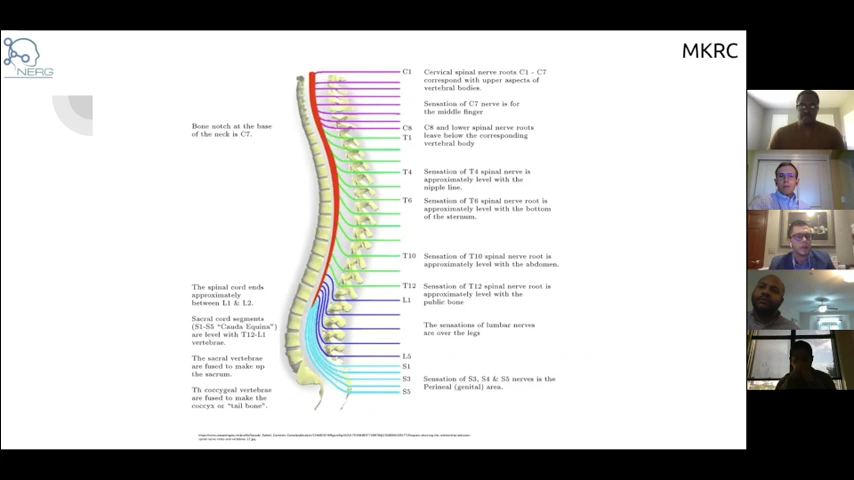 NERG
MKRC
C1
Cervical spinal nerve roots C1 - C7
correspond with upper aspects of
vertebral bodies.
Sensation of C7 nerve is for
the middle finger
Bone notch at the base
of the neck is C7.
C8
T1
C8 and lower spinal nerve roots
leave below the corresponding
vertebral body
T4
Sensation of T4 spinal nerve is
approximately level with the
nipple line.
T6
Sensation of T6 spinal nerve root is
approximately level with the bottom
of the sternum.
T10
Sensation of T10 spinal nerve root is
approximately level with the abdomen.
T12
Sensation of T12 spinal nerve root is
approximately level with the
public bone
L1
The spinal cord ends
approximately
between L1 & L2.
Sacral cord segments
(S1-S5 "Cauda Equina")
are level with T12-L1
vertebrae.
The sensations of lumbar nerves
are over the legs
L5
The sacral vertebrae
are fused to make up
the sacrum.
S1
S3
S5
Sensation of S3, S4 & S5 nerves is the
Perineal (genital) area.
Th coccygeal vertebrae
are fused to make the
coccyx or "tail bone".